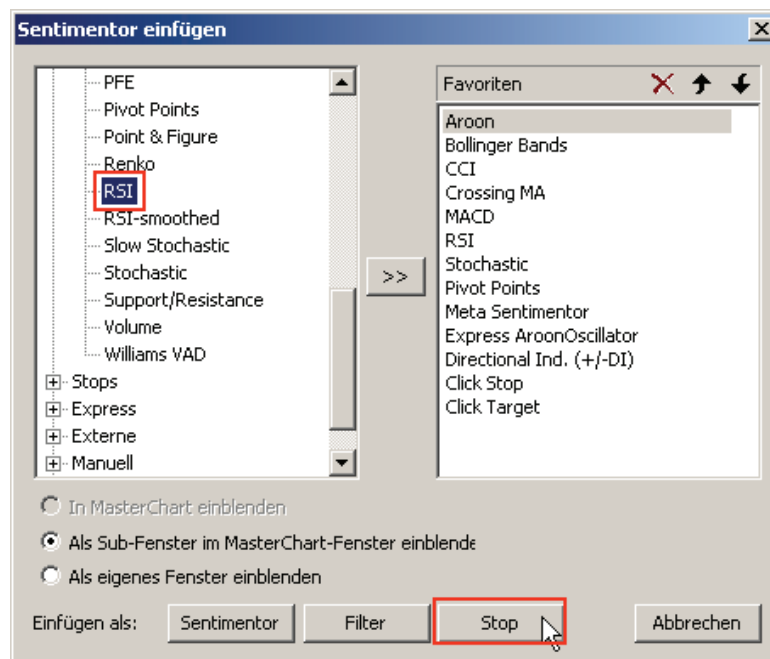 Sentimentor einfügen
PFE
Pivot Points
Point & Figure
Renko
RSI
RSI-smoothed
Slow Stochastic
Stochastic
Support/Resistance
Volume
Williams VAD
Stops
Express
Externe
Manuell
>>
Favoriten
Aroon
Bollinger Bands
CCI
Crossing MA
MACD
RSI
Stochastic
Pivot Points
Meta Sentimentor
Express AroonOscillator
Directional Ind. (+/-DI)
Click Stop
Click Target
In MasterChart einblenden
Als Sub-Fenster im MasterChart-Fenster einblende
Als eigenes Fenster einblenden
Einfügen als: Sentimentor Filter Stop Abbrechen